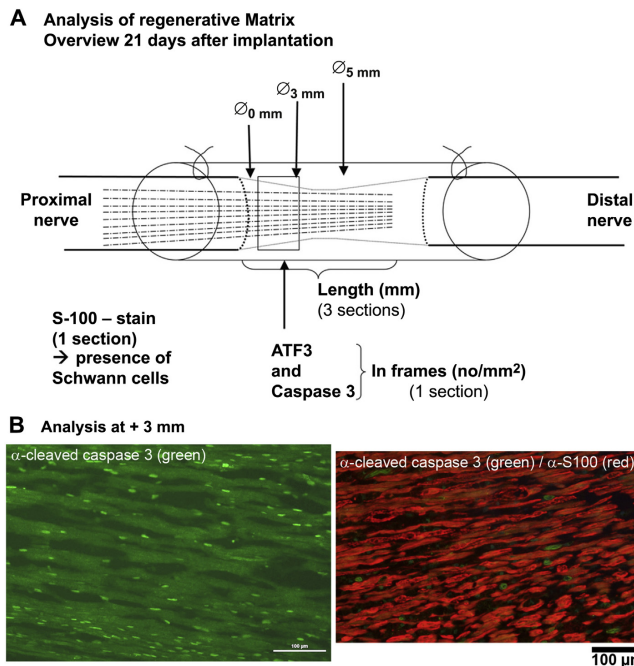 A Analysis of regenerative Matrix
Overview 21 days after implantation
∅5 mm
∅3 mm
∅0 mm
Proximal
nerve
Distal
nerve
Length (mm)
(3 sections)
S-100 – stain
(1 section)
→ presence of
Schwann cells
ATF3
and
Caspase 3
In frames (no/mm²)
(1 section)
B Analysis at + 3 mm
α-cleaved caspase 3 (green)
100 μm
α-cleaved caspase 3 (green) / α-S100 (red)
100 μm